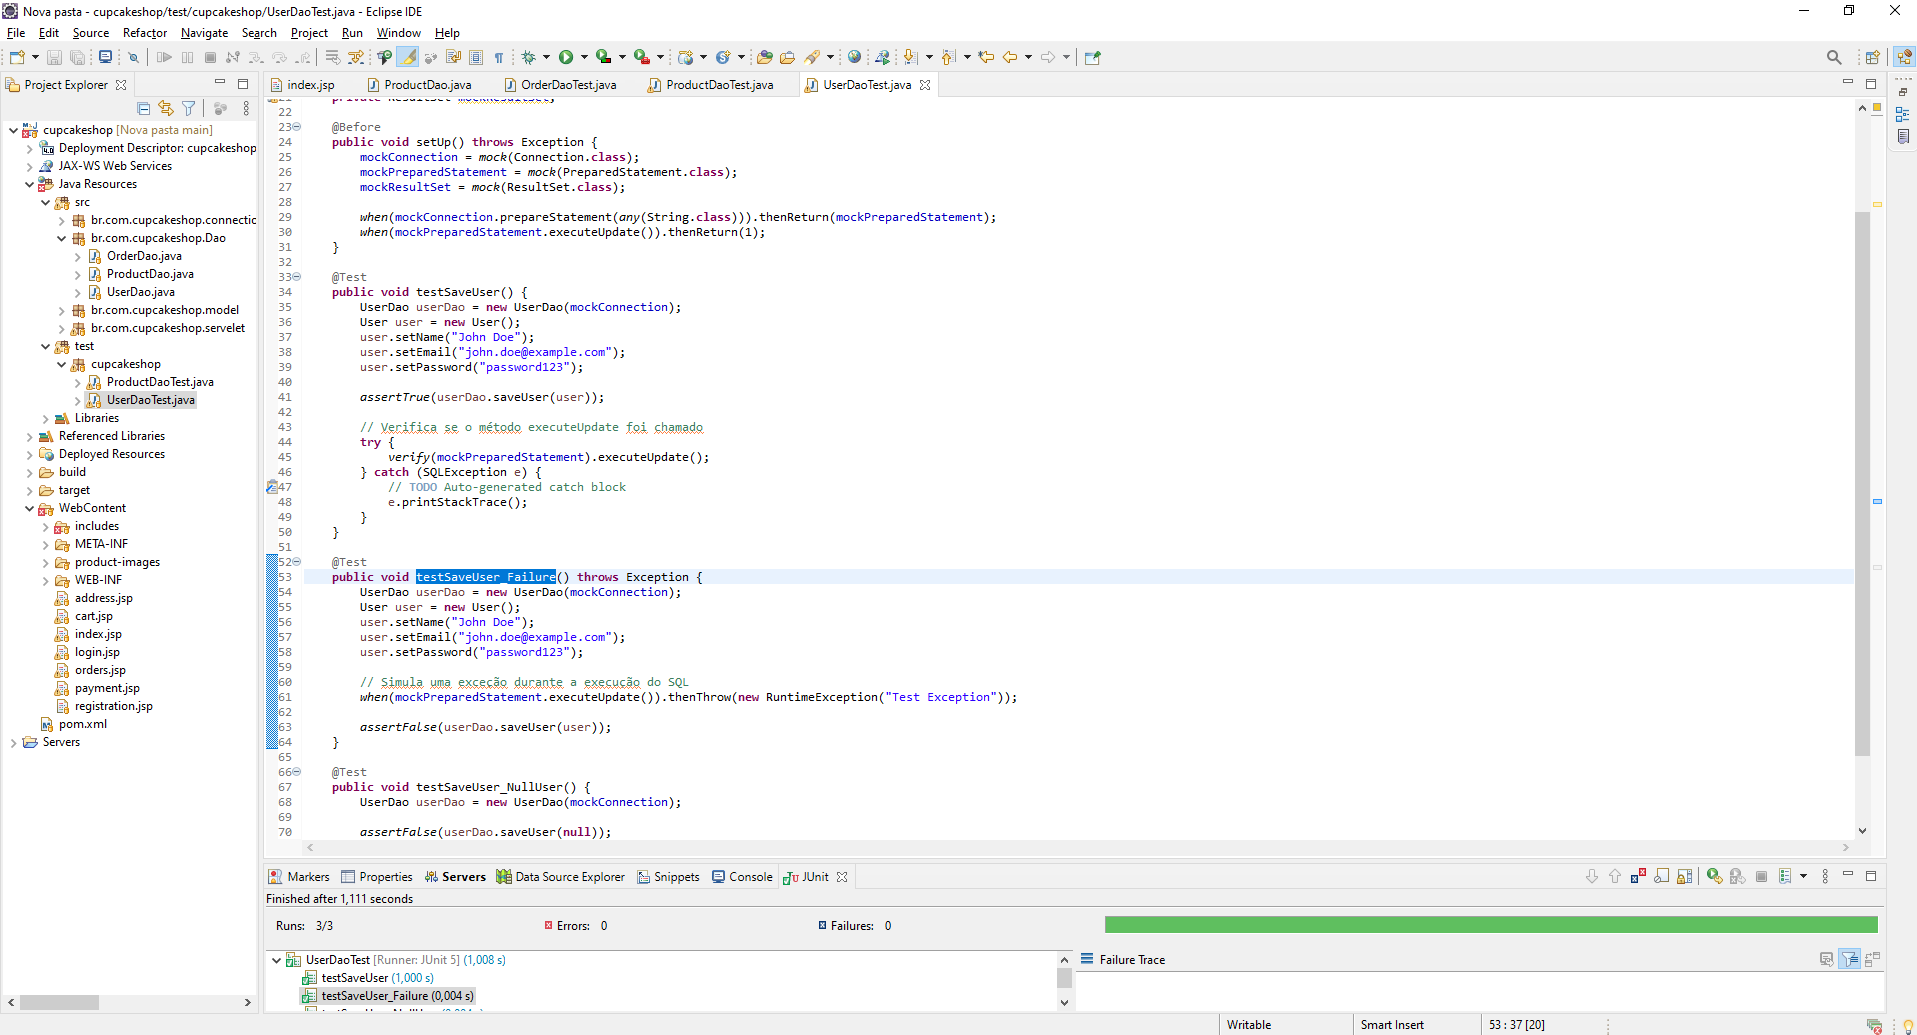 Nova pasta - cupcakeshop/test/cupcakeshop/UserDaoTest.java - Eclipse IDE
File Edit Source Refactor Navigate Search Project Run Window Help
Project Explorer
index.jsp ProductDao.java OrderDaoTest.java ProductDaoTest.java UserDaoTest.java
cupcakeshop [Nova pasta main]
Deployment Descriptor: cupcakeshop
JAX-WS Web Services
Java Resources
src
br.com.cupcakeshop.connectic
br.com.cupcakeshop.Dao
OrderDao.java
ProductDao.java
UserDao.java
br.com.cupcakeshop.model
br.com.cupcakeshop.servelet
test
cupcakeshop
ProductDaoTest.java
UserDaoTest.java
Libraries
Referenced Libraries
Deployed Resources
build
target
WebContent
includes
META-INF
product-images
WEB-INF
address.jsp
cart.jsp
index.jsp
login.jsp
orders.jsp
payment.jsp
registration.jsp
pom.xml
Servers
21 private ResultSet mockResultSet;
22
23 @Before
24 public void setUp() throws Exception {
25 mockConnection = mock(Connection.class);
26 mockPreparedStatement = mock(PreparedStatement.class);
27 mockResultSet = mock(ResultSet.class);
28
29 when(mockConnection.prepareStatement(any(String.class))).thenReturn(mockPreparedStatement);
30 when(mockPreparedStatement.executeUpdate()).thenReturn(1);
31 }
32
33 @Test
34 public void testSaveUser() {
35 UserDao userDao = new UserDao(mockConnection);
36 User user = new User();
37 user.setName("John Doe");
38 user.setEmail("john.doe@example.com");
39 user.setPassword("password123");
40
41 assertTrue(userDao.saveUser(user));
42
43 // Verifica se o método executeUpdate foi chamado
44 try {
45 verify(mockPreparedStatement).executeUpdate();
46 } catch (SQLException e) {
47 // TODO Auto-generated catch block
48 e.printStackTrace();
49 }
50 }
51
52 @Test
53 public void testSaveUser_Failure() throws Exception {
54 UserDao userDao = new UserDao(mockConnection);
55 User user = new User();
56 user.setName("John Doe");
57 user.setEmail("john.doe@example.com");
58 user.setPassword("password123");
59
60 // Simula uma exceção durante a execução do SQL
61 when(mockPreparedStatement.executeUpdate()).thenThrow(new RuntimeException("Test Exception"));
62
63 assertFalse(userDao.saveUser(user));
64 }
65
66 @Test
67 public void testSaveUser_NullUser() {
68 UserDao userDao = new UserDao(mockConnection);
69
70 assertFalse(userDao.saveUser(null));
Markers Properties Servers Data Source Explorer Snippets Console JUnit
Finished after 1,111 seconds
Runs: 3/3 Errors: 0 Failures: 0
UserDaoTest [Runner: JUnit 5] (1,008 s)
Failure Trace
testSaveUser (1,000 s)
testSaveUser_Failure (0,004 s)
Writable Smart Insert 53 : 37 [20]